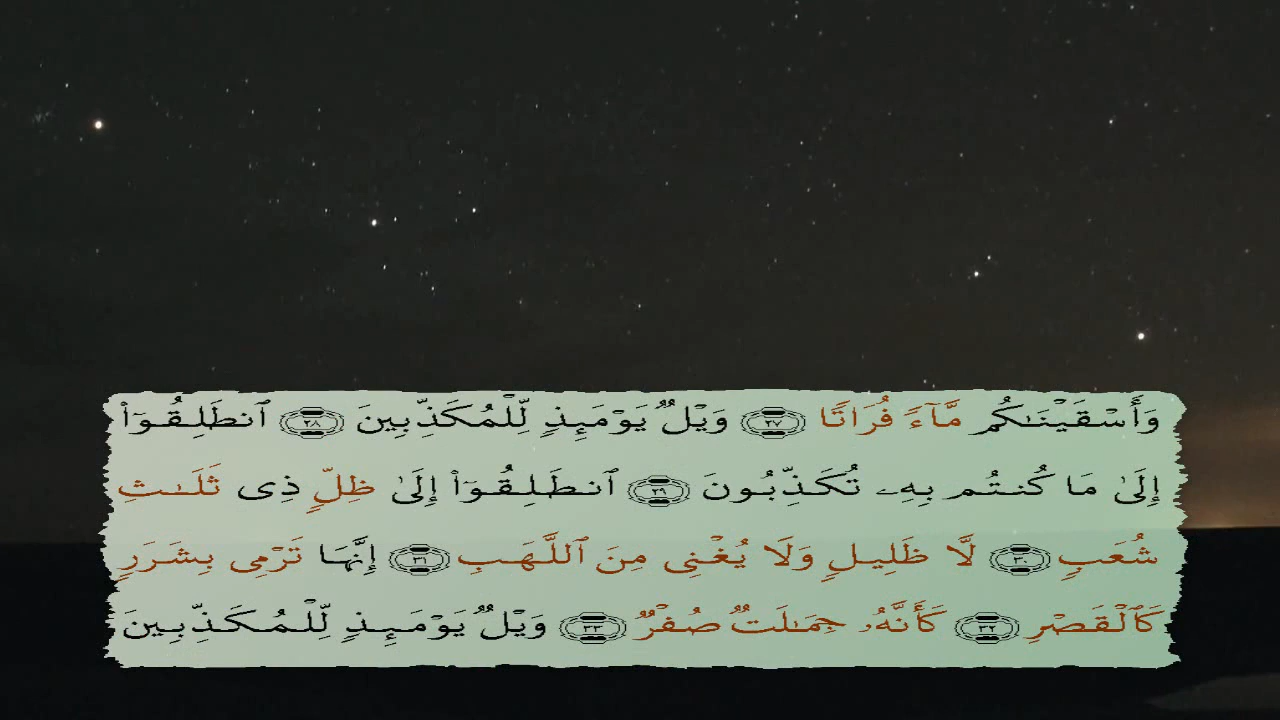 وَأَسْقَيْنَـٰكُم مَّآءً فُرَاتًا ٢٧ وَيْلٌ يَوْمَئِذٍ لِّلْمُكَذِّبِينَ ٢٨ ٱنطَلِقُوٓا۟
إِلَىٰ مَا كُنتُم بِهِۦ تُكَذِّبُونَ ٢٩ ٱنطَلِقُوٓا۟ إِلَىٰ ظِلٍّ ذِى ثَلَـٰثِ
شُعَبٍ ٣٠ لَّا ظَلِيلٍ وَلَا يُغْنِى مِنَ ٱللَّهَبِ ٣١ إِنَّهَا تَرْمِى بِشَرَرٍ
كَٱلْقَصْرِ ٣٢ كَأَنَّهُۥ جِمَـٰلَتٌ صُفْرٌ ٣٣ وَيْلٌ يَوْمَئِذٍ لِّلْمُكَذِّبِينَ